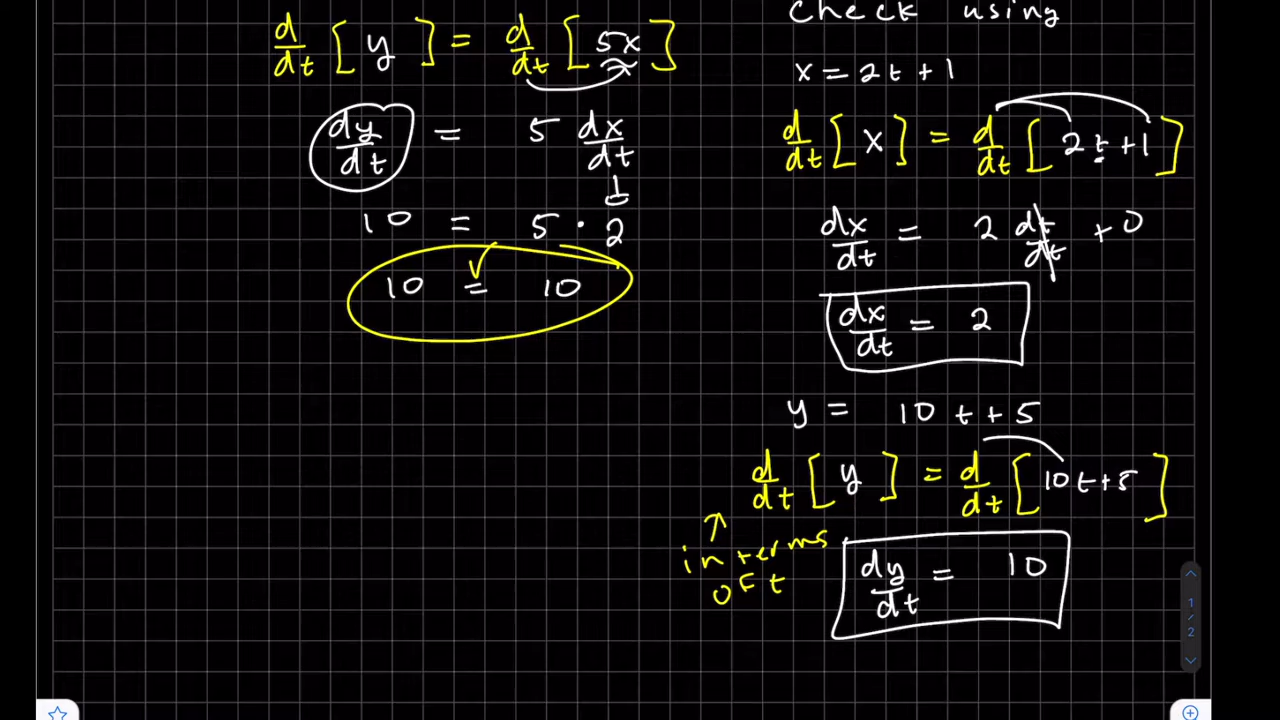 d/dt [ y ] = d/dt [ 5x ]
dy/dt = 5 dx/dt
10 = 5 · 2
10 = 10
Check using
x = 2t + 1
d/dt [ x ] = d/dt [ 2t + 1 ]
dx/dt = 2 dt/dt + 0
dx/dt = 2
y = 10t + 5
d/dt [ y ] = d/dt [ 10t + 5 ]
in terms
of t
dy/dt = 10
1
/
2